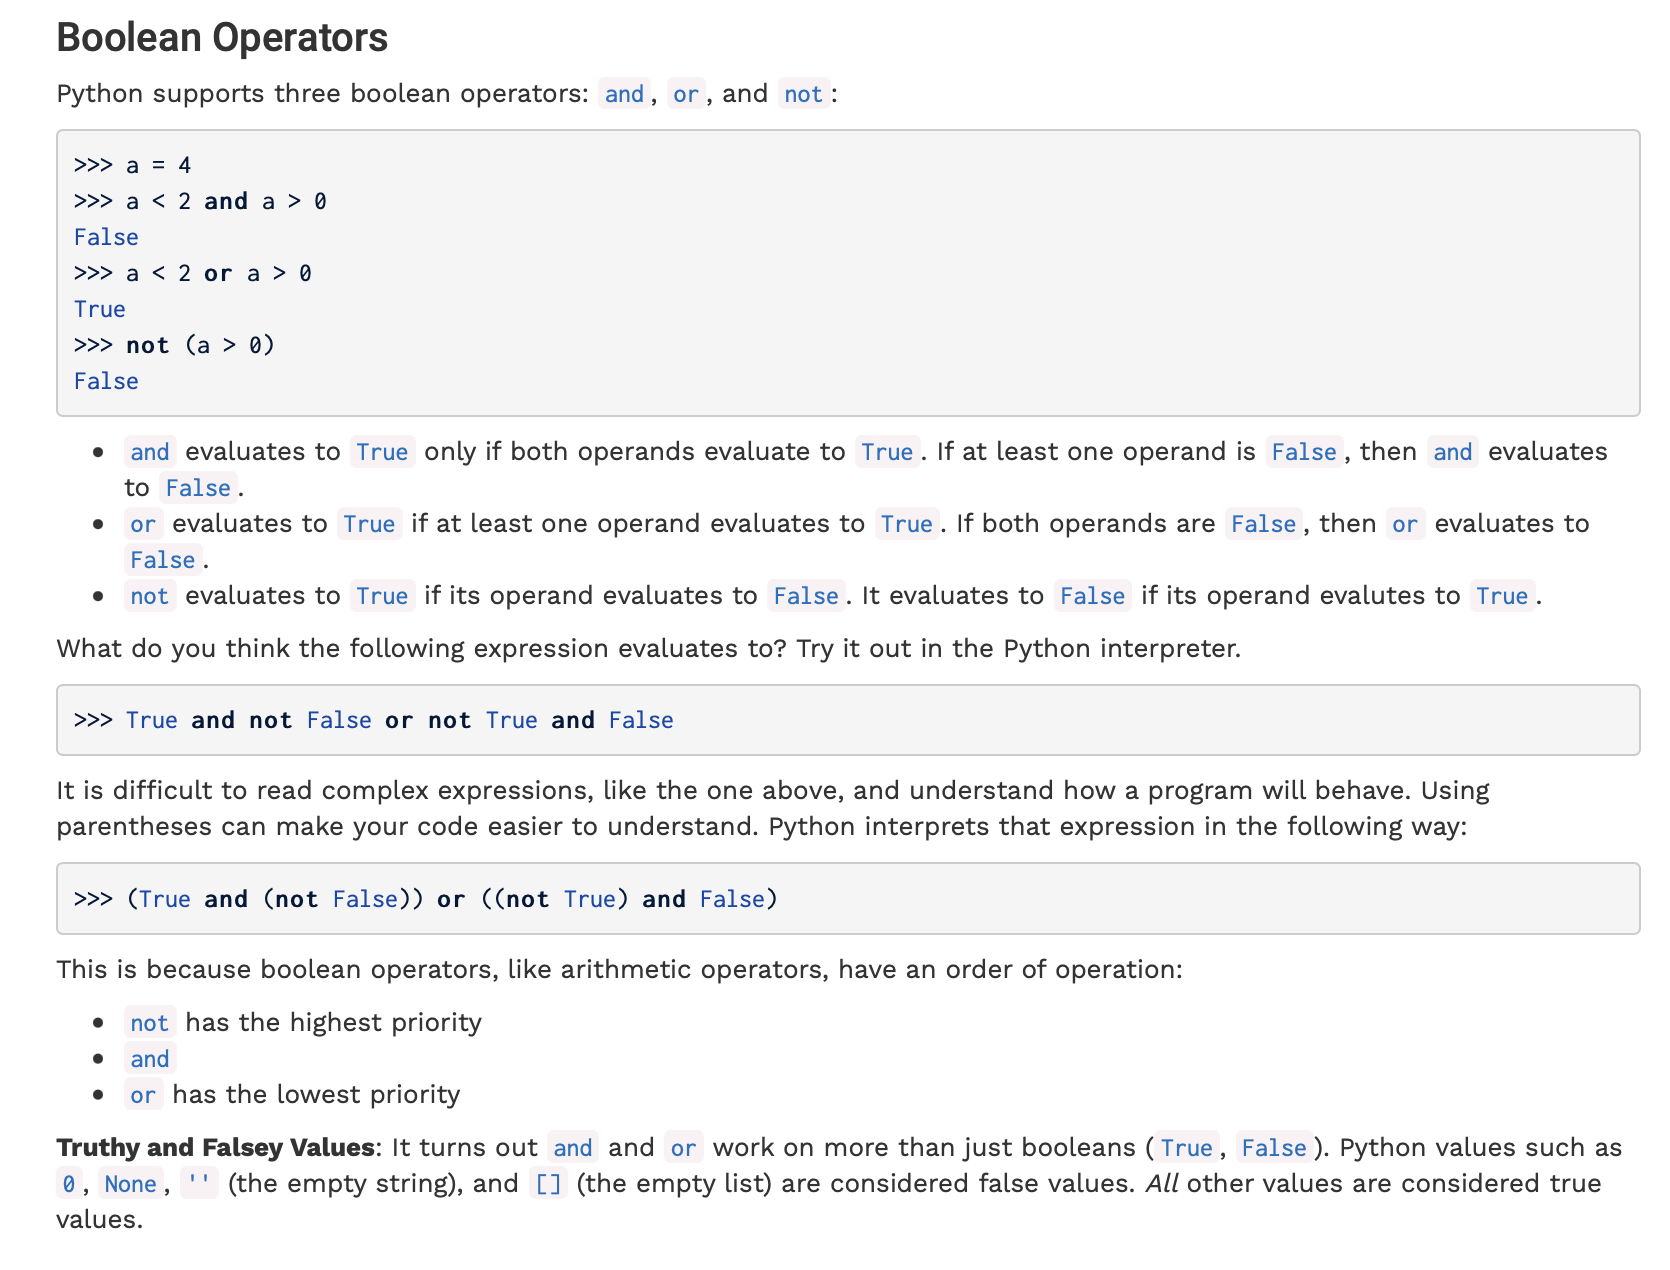 Boolean Operators
Python supports three boolean operators: and, or, and not:
>>> a = 4
>>> a < 2 and a > 0
False
>>> a < 2 or a > 0
True
>>> not (a > 0)
False
• and evaluates to True only if both operands evaluate to True. If at least one operand is False, then and evaluates
to False.
• or evaluates to True if at least one operand evaluates to True. If both operands are False, then or evaluates to
False.
• not evaluates to True if its operand evaluates to False. It evaluates to False if its operand evalutes to True.
What do you think the following expression evaluates to? Try it out in the Python interpreter.
>>> True and not False or not True and False
It is difficult to read complex expressions, like the one above, and understand how a program will behave. Using
parentheses can make your code easier to understand. Python interprets that expression in the following way:
>>> (True and (not False)) or ((not True) and False)
This is because boolean operators, like arithmetic operators, have an order of operation:
• not has the highest priority
• and
• or has the lowest priority
Truthy and Falsey Values: It turns out and and or work on more than just booleans (True, False). Python values such as
0, None, '' (the empty string), and [] (the empty list) are considered false values. All other values are considered true
values.